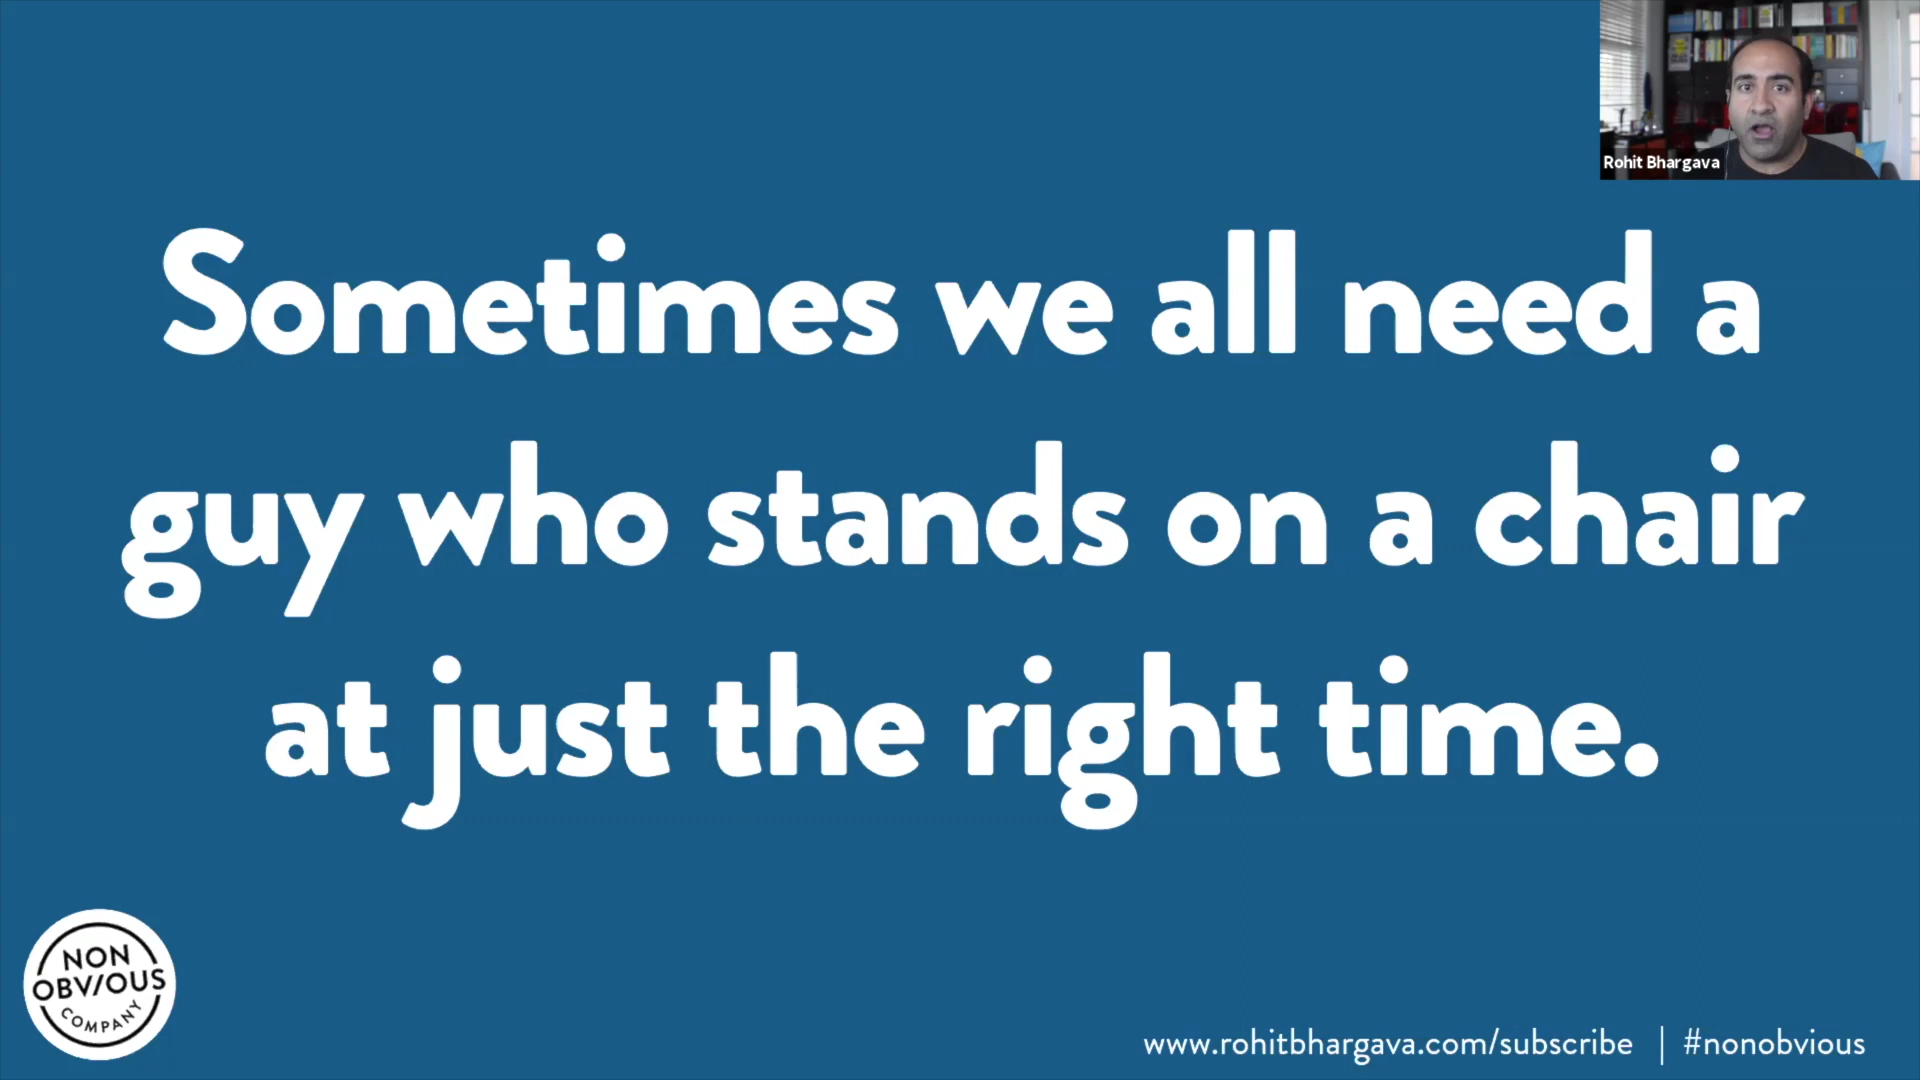 Rohit Bhargava
Sometimes we all need a
guy who stands on a chair
at just the right time.
NON
OBV/OUS
COMPANY
www.rohitbhargava.com/subscribe | #nonobvious